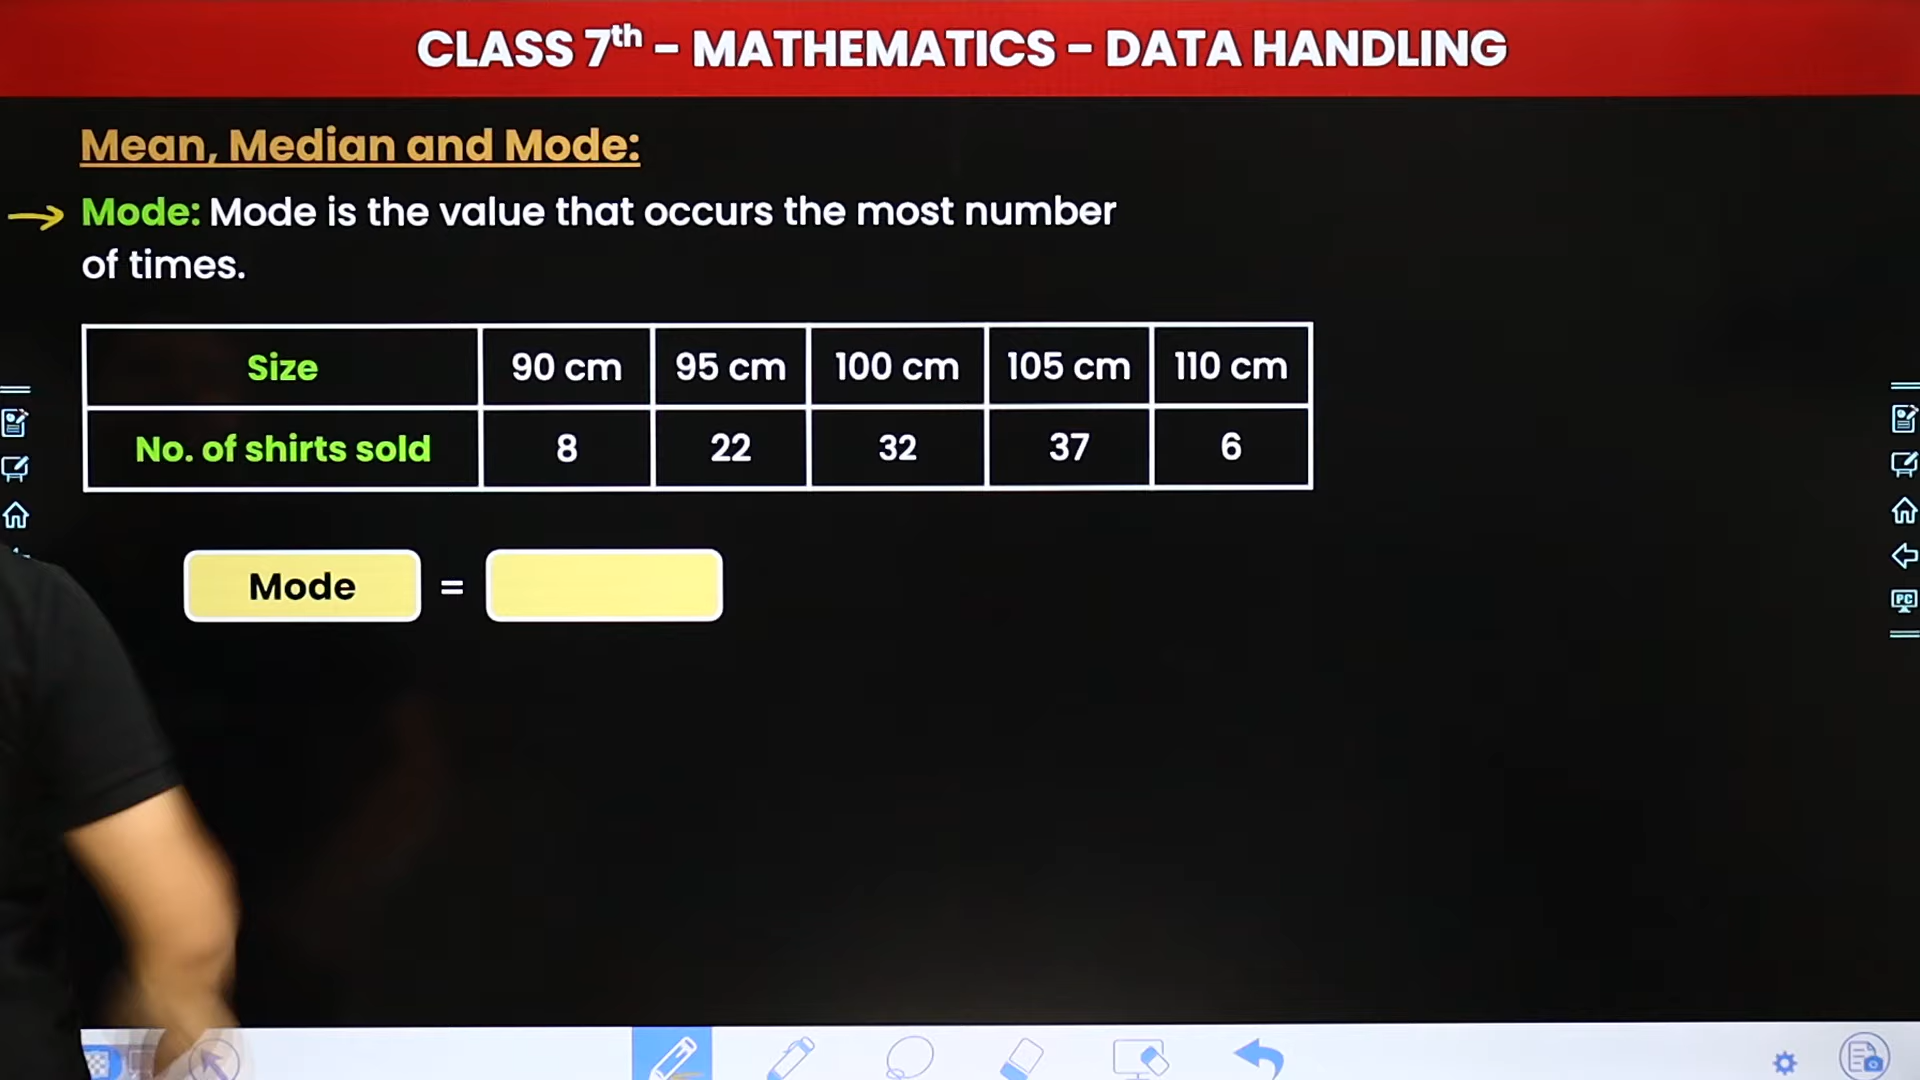 CLASS 7th - MATHEMATICS - DATA HANDLING
Mean, Median and Mode:
Mode: Mode is the value that occurs the most number
of times.
Size 90 cm 95 cm 100 cm 105 cm 110 cm
No. of shirts sold 8 22 32 37 6
Mode =
PC